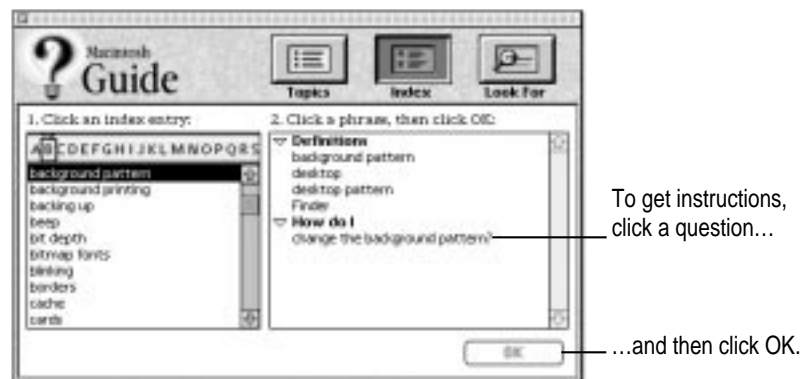 Macintosh
Guide
Topics
Index
Look For
1. Click an index entry:
2. Click a phrase, then click OK:
A B C D E F G H I J K L M N O P Q R S
background pattern
background printing
backing up
beep
bit depth
bitmap fonts
blinking
borders
cache
cards
Definitions
background pattern
desktop
desktop pattern
Finder
How do I
change the background pattern?
To get instructions,
click a question…
OK
…and then click OK.